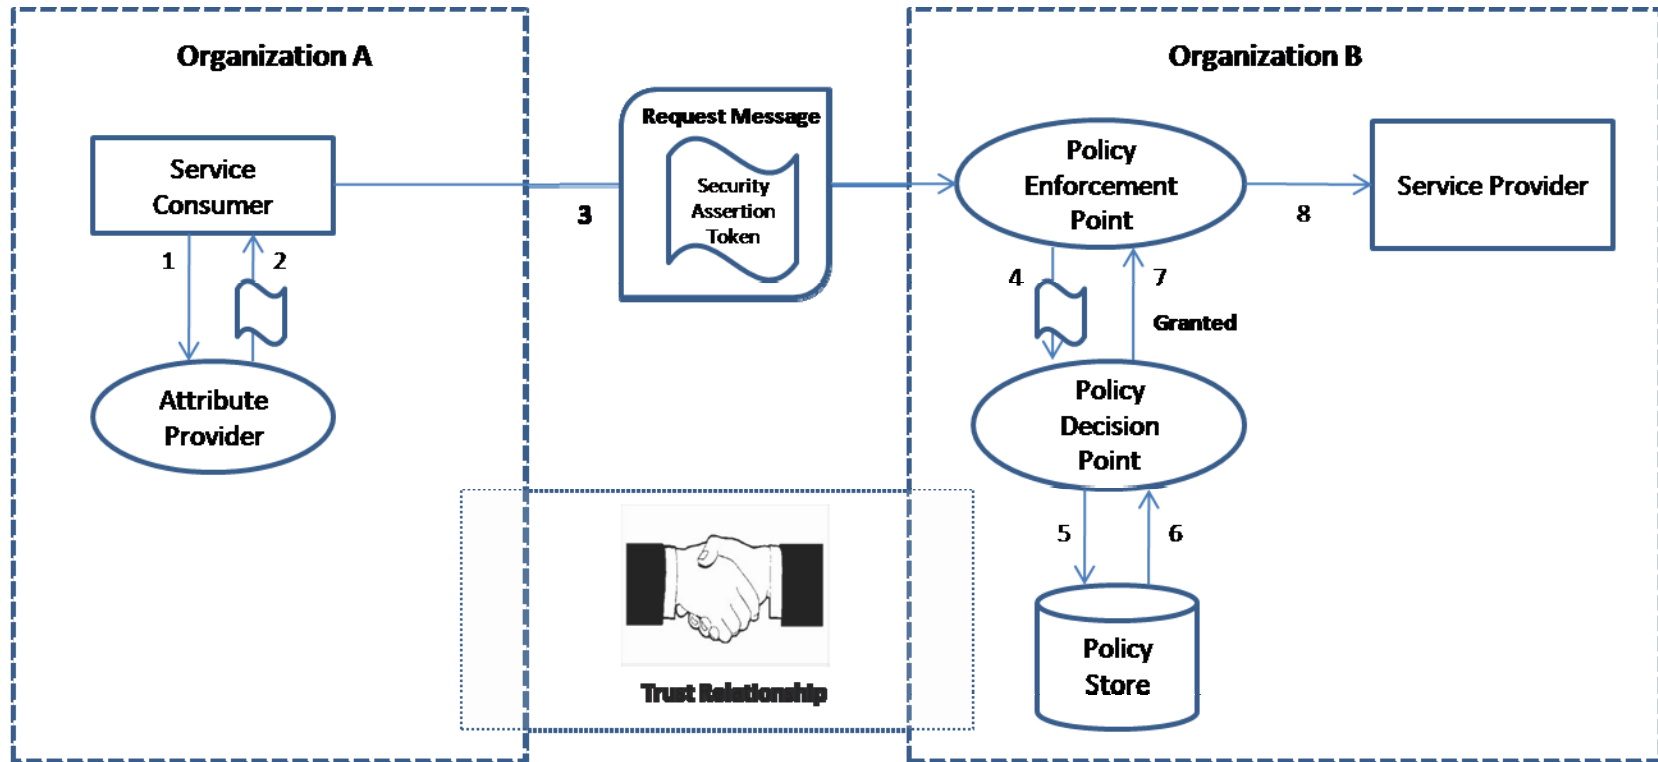 Organization A
Organization B
Request Message
Security
Assertion
Token
Service
Consumer
Policy
Enforcement
Point
Service Provider
1
2
3
4
7
8
Granted
Attribute
Provider
Policy
Decision
Point
5
6
Trust Relationship
Policy
Store